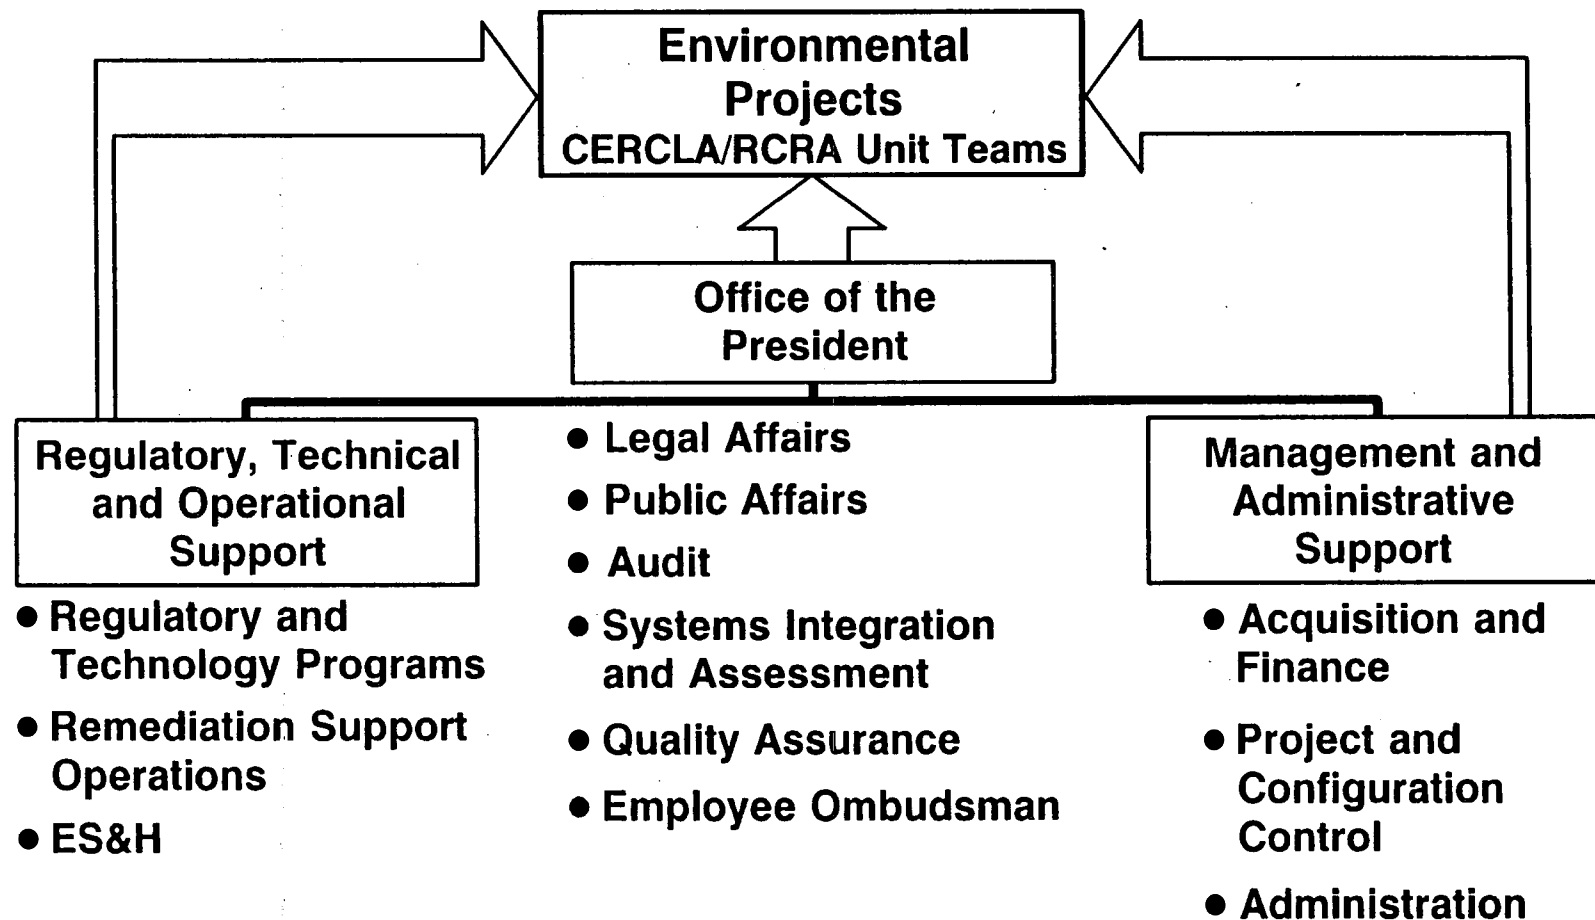 Environmental
Projects
CERCLA/RCRA Unit Teams
Office of the
President
Regulatory, Technical
and Operational
Support
● Regulatory and
Technology Programs
● Remediation Support
Operations
● ES&H
● Legal Affairs
● Public Affairs
● Audit
● Systems Integration
and Assessment
● Quality Assurance
● Employee Ombudsman
Management and
Administrative
Support
● Acquisition and
Finance
● Project and
Configuration
Control
● Administration